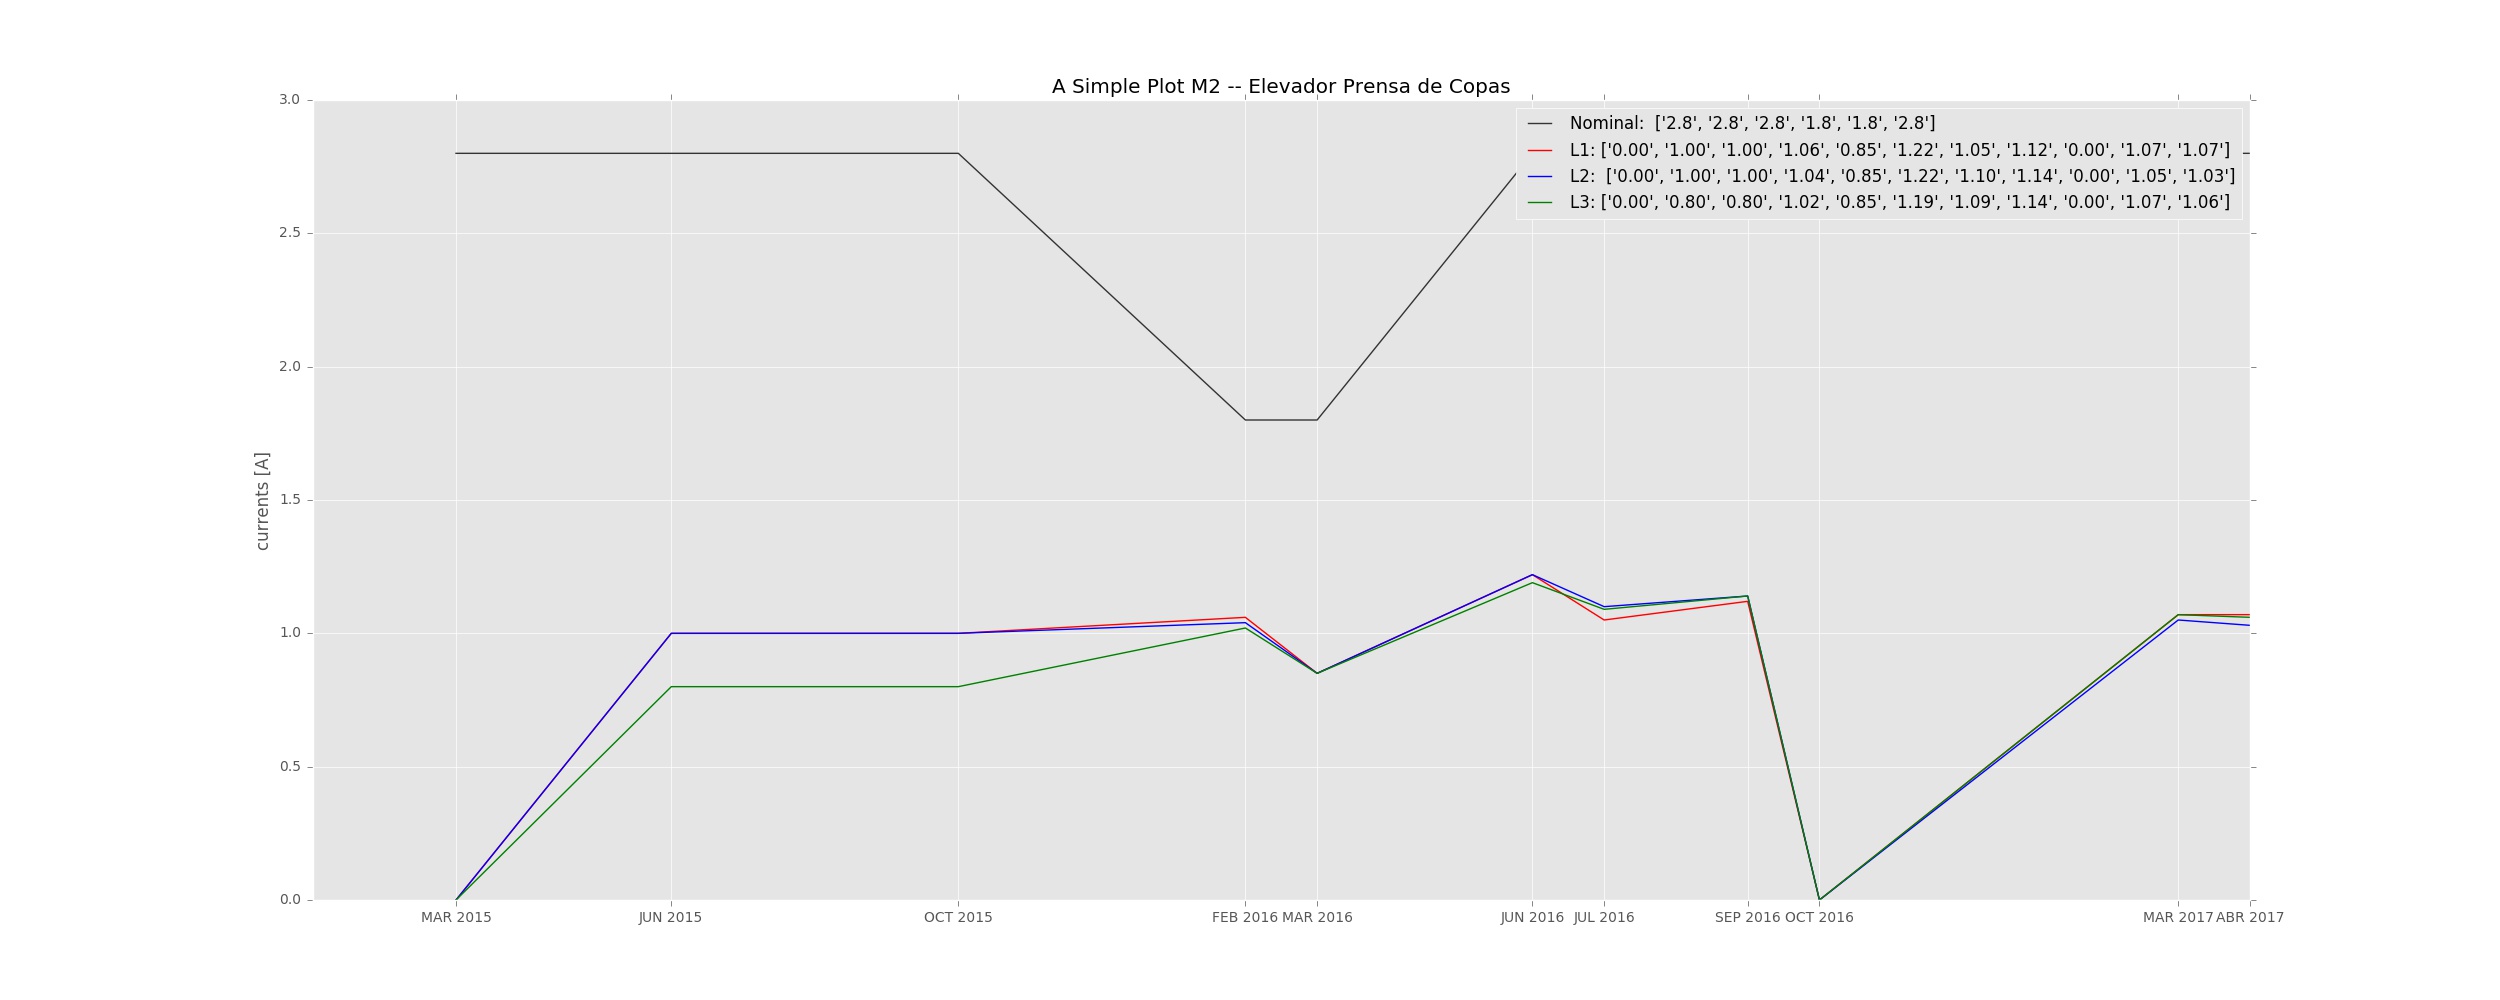 A Simple Plot M2 -- Elevador Prensa de Copas
Nominal:  ['2.8', '2.8', '2.8', '1.8', '1.8', '2.8']
L1: ['0.00', '1.00', '1.00', '1.06', '0.85', '1.22', '1.05', '1.12', '0.00', '1.07', '1.07']
L2:  ['0.00', '1.00', '1.00', '1.04', '0.85', '1.22', '1.10', '1.14', '0.00', '1.05', '1.03']
L3: ['0.00', '0.80', '0.80', '1.02', '0.85', '1.19', '1.09', '1.14', '0.00', '1.07', '1.06']
currents [A]
3.0
2.5
2.0
1.5
1.0
0.5
0.0
MAR 2015 JUN 2015 OCT 2015 FEB 2016 MAR 2016 JUN 2016 JUL 2016 SEP 2016 OCT 2016 MAR 2017 ABR 2017